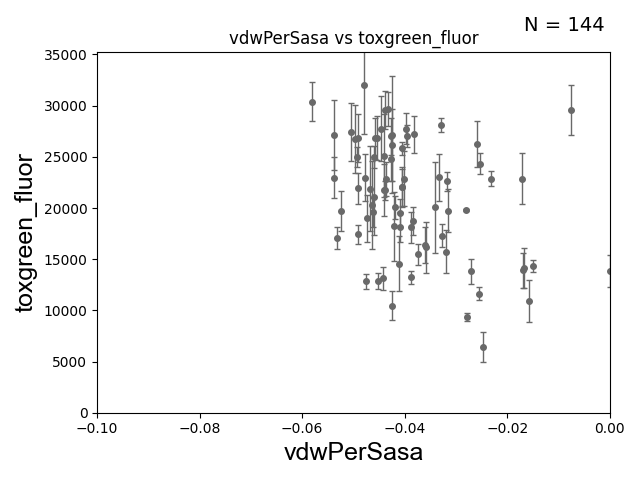 N = 144
vdwPerSasa vs toxgreen_fluor
35000
30000
25000
20000
15000
10000
5000
0
toxgreen_fluor
−0.10 −0.08 −0.06 −0.04 −0.02 0.00
vdwPerSasa